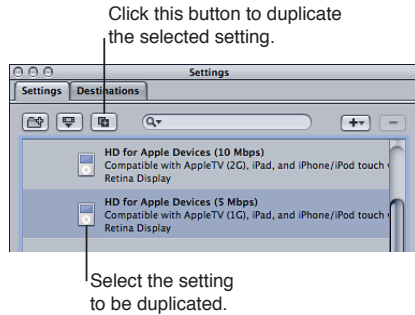 Click this button to duplicate
the selected setting.
Settings
Settings Destinations
HD for Apple Devices (10 Mbps)
Compatible with AppleTV (2G), iPad, and iPhone/iPod touch
Retina Display
HD for Apple Devices (5 Mbps)
Compatible with AppleTV (1G), iPad, and iPhone/iPod touch
Retina Display
Select the setting
to be duplicated.